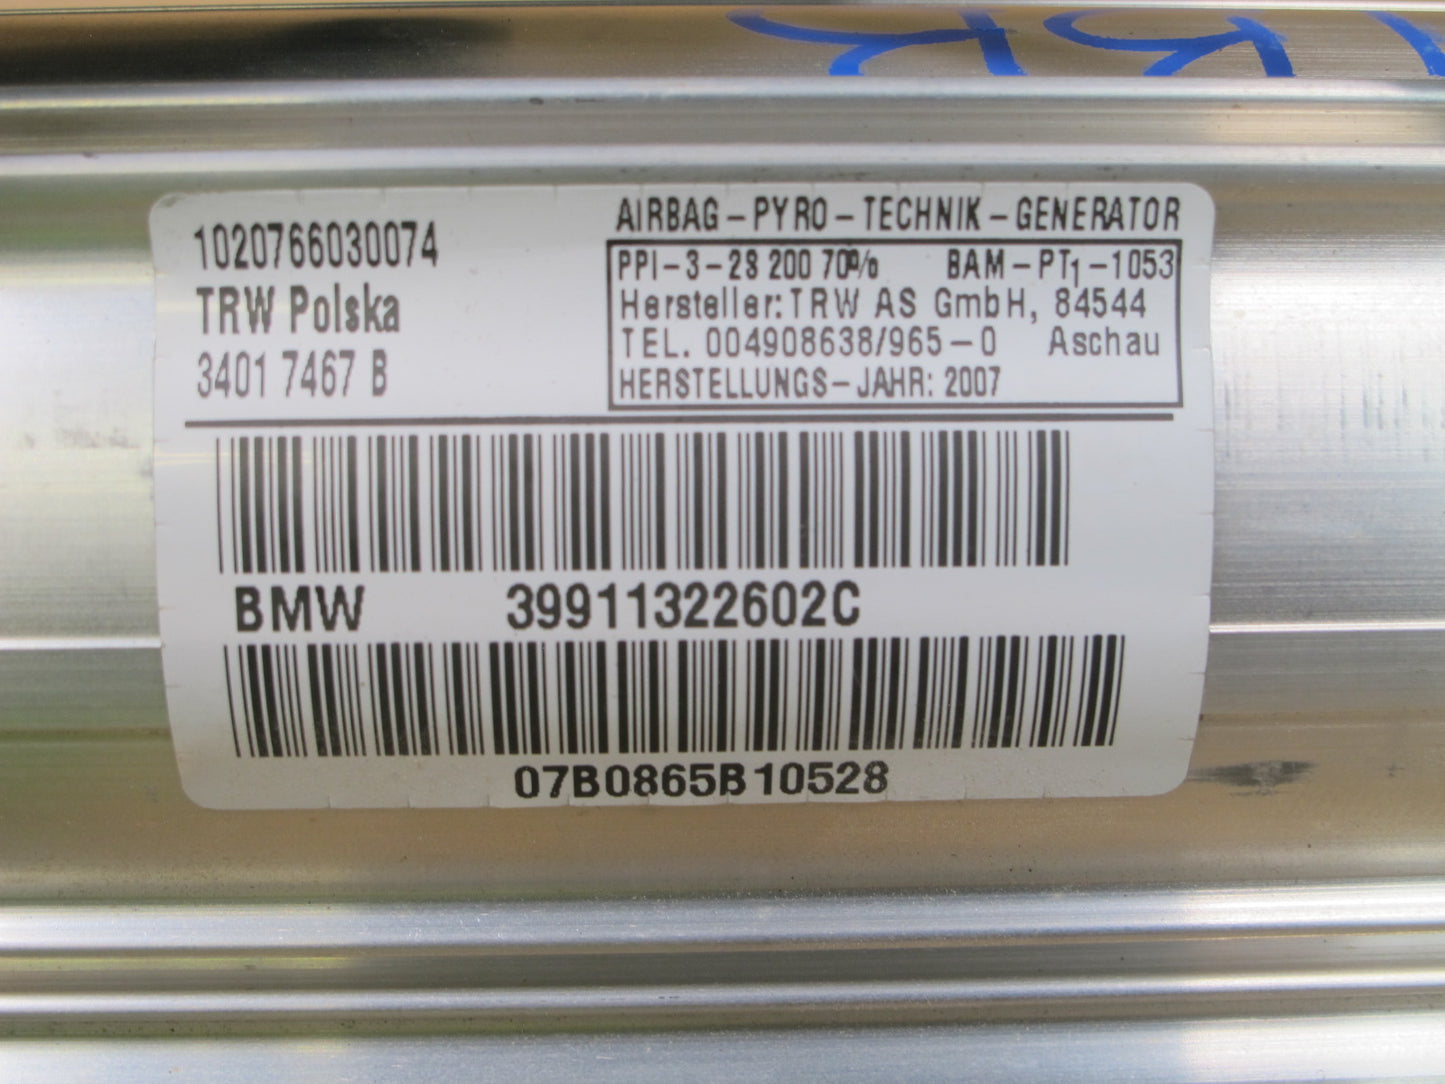 1020766030074
TRW Polska
3401 7467 B
AIRBAG-PYRO-TECHNIK-GENERATOR
PPI-3-2S 200 70% BAM-PT1-1053
Hersteller: TRW AS GmbH, 84544
TEL. 004908638/965-0 Aschau
HERSTELLUNGS-JAHR: 2007
BMW 39911322602C
07B0865B10528